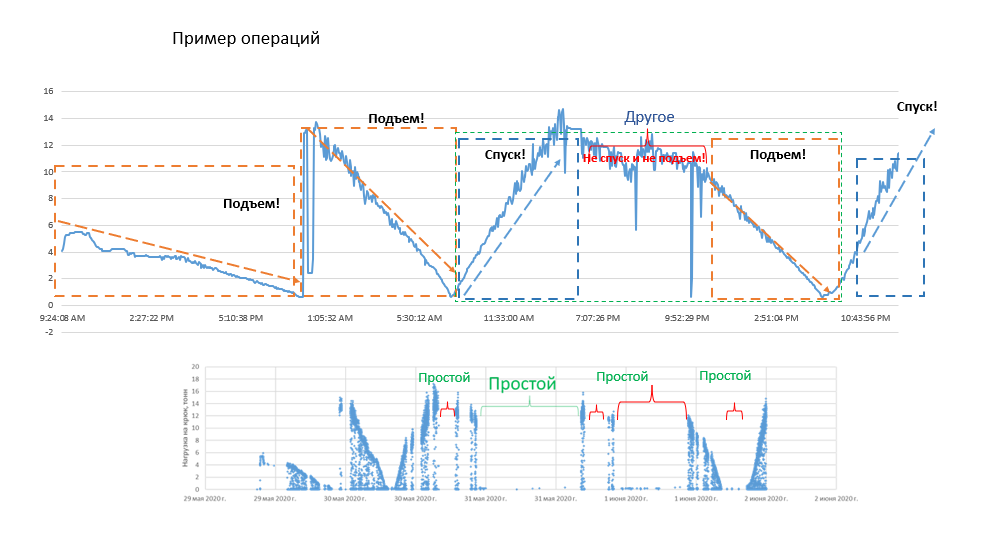 Пример операций
16
14
12
10
8
6
4
2
0
-2
Подъем!
Подъем!
Спуск!
Другое
Не спуск и не подъем!
Подъем!
Спуск!
9:24:08 AM
2:27:22 PM
5:10:38 PM
1:05:32 AM
5:30:12 AM
11:33:00 AM
7:07:26 PM
9:52:29 PM
2:51:04 PM
10:43:56 PM
Нагрузка на крюк, тонн
20
18
16
14
12
10
8
6
4
2
0
Простой
Простой
Простой
Простой
29 мая 2020 г.
29 мая 2020 г.
30 мая 2020 г.
30 мая 2020 г.
31 мая 2020 г.
31 мая 2020 г.
1 июня 2020 г.
1 июня 2020 г.
2 июня 2020 г.
2 июня 2020 г.